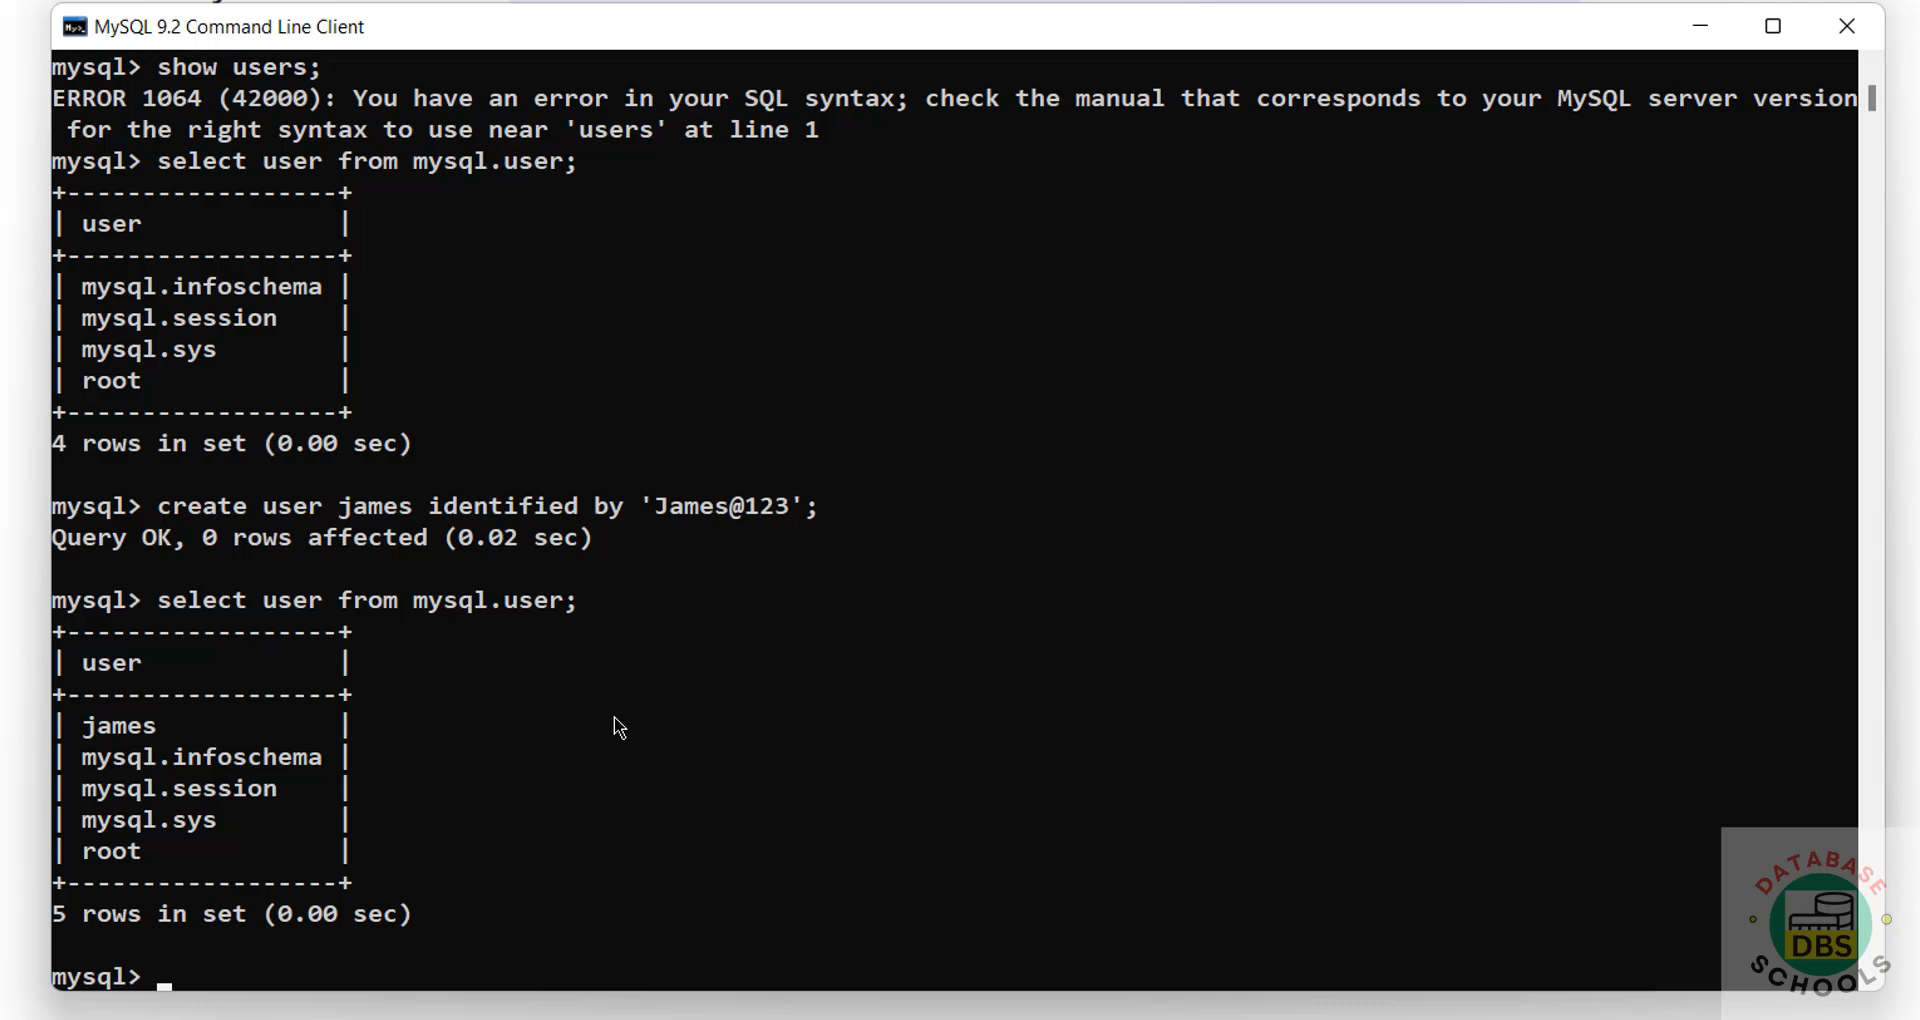 MySQL 9.2 Command Line Client
mysql> show users;
ERROR 1064 (42000): You have an error in your SQL syntax; check the manual that corresponds to your MySQL server version
 for the right syntax to use near 'users' at line 1
mysql> select user from mysql.user;
+------------------+
| user             |
+------------------+
| mysql.infoschema |
| mysql.session    |
| mysql.sys        |
| root             |
+------------------+
4 rows in set (0.00 sec)
mysql> create user james identified by 'James@123';
Query OK, 0 rows affected (0.02 sec)
mysql> select user from mysql.user;
+------------------+
| user             |
+------------------+
| james            |
| mysql.infoschema |
| mysql.session    |
| mysql.sys        |
| root             |
+------------------+
5 rows in set (0.00 sec)
mysql>
DATABASE
DBS
SCHOOLS